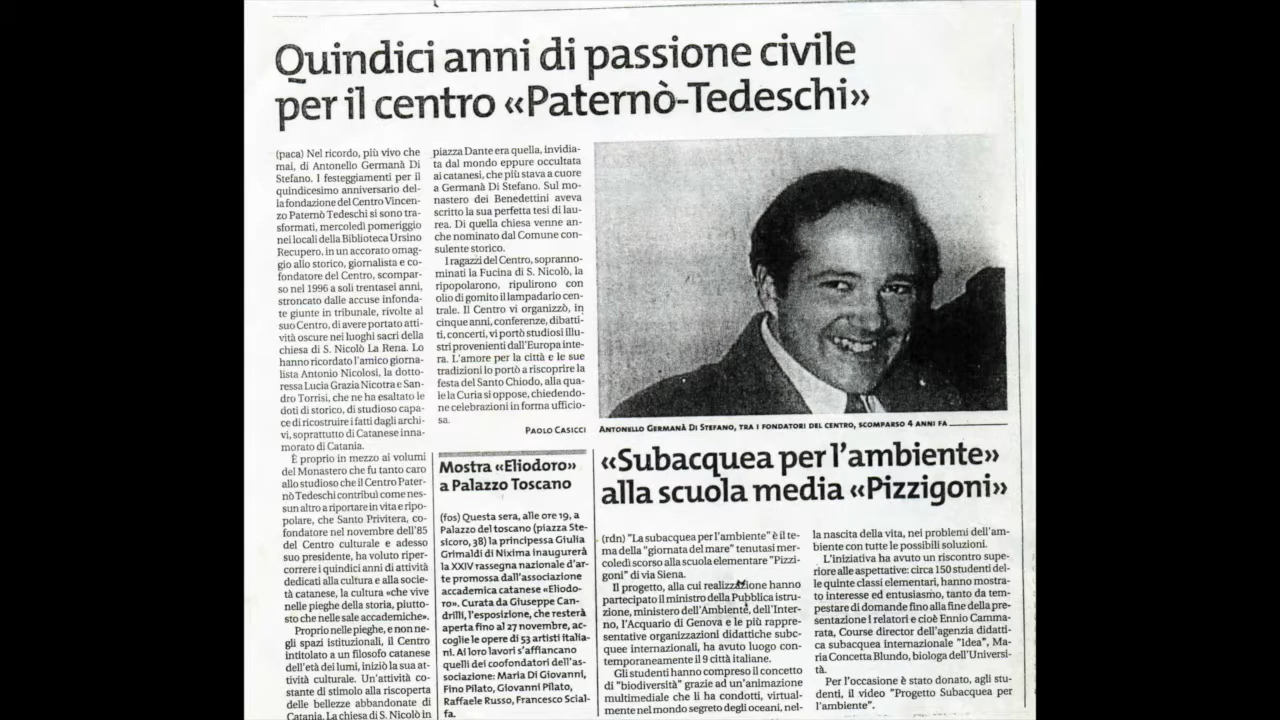 Quindici anni di passione civile
per il centro «Paternò-Tedeschi»
(paca) Nel ricordo, più vivo che
mai, di Antonello Germanà Di
Stefano. I festeggiamenti per il
quindicesimo anniversario del-
la fondazione del Centro Vincen-
zo Paternò Tedeschi si sono tra-
sformati, mercoledì pomeriggio
nei locali della Biblioteca Ursino
Recupero, in un accorato omag-
gio allo storico, giornalista e co-
fondatore del Centro, scompar-
so nel 1996 a soli trentasei anni,
stroncato dalle accuse infonda-
te giunte in tribunale, rivolte al
suo Centro, di avere portato atti-
vità oscure nei luoghi sacri della
chiesa di S. Nicolò La Rena. Lo
hanno ricordato l'amico giorna-
lista Antonio Nicolosi, la dotto-
ressa Lucia Grazia Nicotra e San-
dro Torrisi, che ne ha esaltato le
doti di storico, di studioso capa-
ce di ricostruire i fatti dagli archi-
vi, soprattutto di Catanese inna-
morato di Catania.
È proprio in mezzo ai volumi
del Monastero che fu tanto caro
allo studioso che il Centro Pater-
nò Tedeschi contribuì come nes-
sun altro a riportare in vita e ripo-
polare, che Santo Privitera, co-
fondatore nel novembre dell'85
del Centro culturale e adesso
suo presidente, ha voluto riper-
correre i quindici anni di attività
dedicati alla cultura e alla socie-
tà catanese, la cultura «che vive
nelle pieghe della storia, piutto-
sto che nelle sale accademiche».
Proprio nelle pieghe, e non ne-
gli spazi istituzionali, il Centro
intitolato a un filosofo catanese
dell'età dei lumi, iniziò la sua at-
tività culturale. Un'attività co-
stante di stimolo alla riscoperta
delle bellezze abbandonate di
Catania. La chiesa di S. Nicolò in
piazza Dante era quella, invidia-
ta dal mondo eppure occultata
ai catanesi, che più stava a cuore
a Germanà Di Stefano. Sul mo-
nastero dei Benedettini aveva
scritto la sua perfetta tesi di lau-
rea. Di quella chiesa venne an-
che nominato dal Comune con-
sulente storico.
I ragazzi del Centro, soprannо-
minati la Fucina di S. Nicolò, la
ripopolarono, ripulirono con
olio di gomito il lampadario cen-
trale. Il Centro vi organizzò, in
cinque anni, conferenze, dibatti-
ti, concerti, vi portò studiosi illu-
stri provenienti dall'Europa inte-
ra. L'amore per la città e le sue
tradizioni lo portò a riscoprire la
festa del Santo Chiodo, alla qua-
le la Curia si oppose, chiedendo-
ne celebrazioni in forma ufficio-
sa.
PAOLO CASICCI
ANTONELLO GERMANÀ DI STEFANO, TRA I FONDATORI DEL CENTRO, SCOMPARSO 4 ANNI FA
Mostra «Eliodoro»
a Palazzo Toscano
(fos) Questa sera, alle ore 19, a
Palazzo del toscano (piazza Ste-
sicoro, 38) la principessa Giulia
Grimaldi di Nixima inaugurerà
la XXIV rassegna nazionale d'ar-
te promossa dall'associazione
accademica catanese «Eliodo-
ro». Curata da Giuseppe Can-
drilli, l'esposizione, che resterà
aperta fino al 27 novembre, ac-
coglie le opere di 53 artisti italia-
ni. Ai loro lavori s'affiancano
quelli dei coofondatori dell'as-
sociazione: Maria Di Giovanni,
Fino Pilato, Giovanni Pilato,
Raffaele Russo, Francesco Scial-
fa.
«Subacquea per l'ambiente»
alla scuola media «Pizzigoni»
(rdn) "La subacquea per l'ambiente" è il te-
ma della "giornata del mare" tenutasi mer-
coledì scorso alla scuola elementare "Pizzi-
goni" di via Siena.
Il progetto, alla cui realizzazione hanno
partecipato il ministro della Pubblica istru-
zione, ministero dell'Ambiente, dell'Inter-
no, l'Acquario di Genova e le più rappre-
sentative organizzazioni didattiche subc-
quee internazionali, ha avuto luogo con-
temporaneamente il 9 città italiane.
Gli studenti hanno compreso il concetto
di "biodiversità" grazie ad un'animazione
multimediale che li ha condotti, virtual-
mente nel mondo segreto degli oceani, nel-
la nascita della vita, nei problemi dell'am-
biente con tutte le possibili soluzioni.
L'iniziativa ha avuto un riscontro supe-
riore alle aspettative: circa 150 studenti del-
le quinte classi elementari, hanno mostra-
to interesse ed entusiasmo, tanto da tem-
pestare di domande fino alla fine della pre-
sentazione I relatori e cioè Ennio Camma-
rata, Course director dell'agenzia didatti-
ca subacquea internazionale "Idea", Ma-
ria Concetta Blundo, biologa dell'Universi-
tà.
Per l'occasione è stato donato, agli stu-
denti, il video "Progetto Subacquea per
l'ambiente".